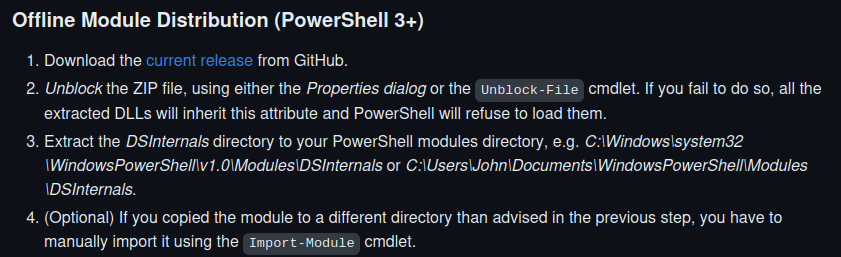 Offline Module Distribution (PowerShell 3+)
1. Download the current release from GitHub.
2. Unblock the ZIP file, using either the Properties dialog or the Unblock-File cmdlet. If you fail to do so, all the
extracted DLLs will inherit this attribute and PowerShell will refuse to load them.
3. Extract the DSInternals directory to your PowerShell modules directory, e.g. C:\Windows\system32
\WindowsPowerShell\v1.0\Modules\DSInternals or C:\Users\John\Documents\WindowsPowerShell\Modules
\DSInternals.
4. (Optional) If you copied the module to a different directory than advised in the previous step, you have to
manually import it using the Import-Module cmdlet.